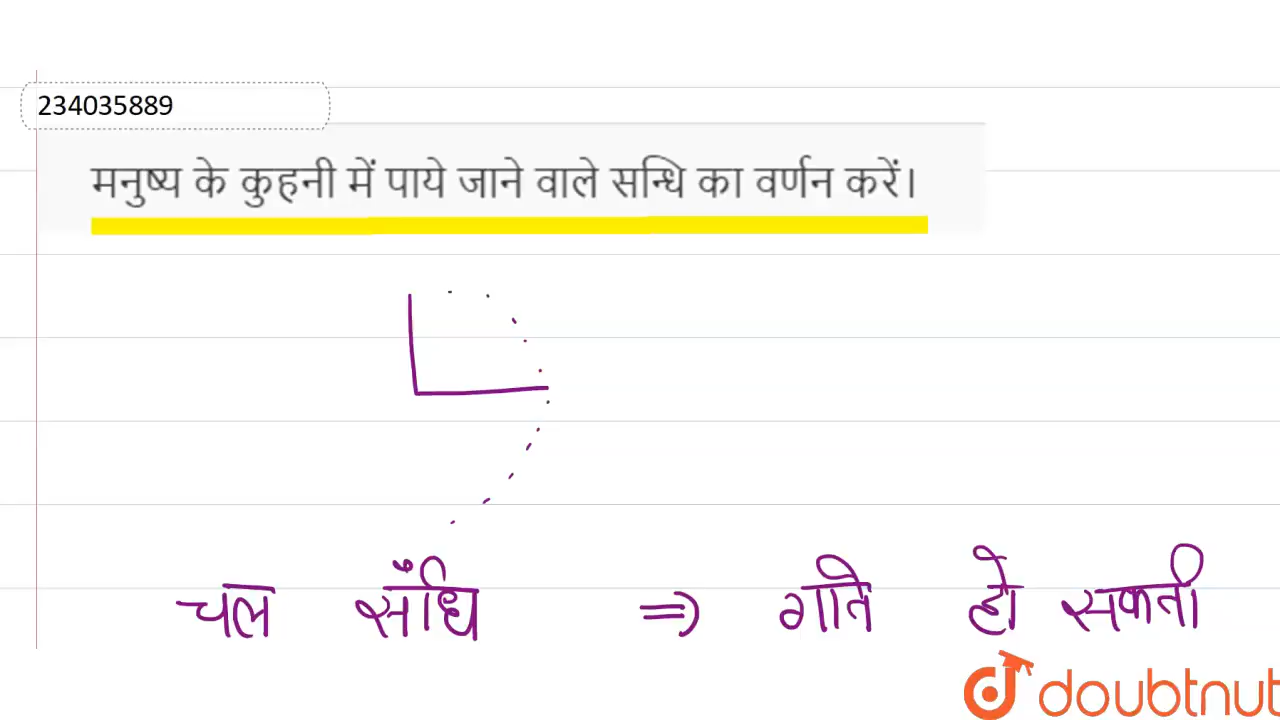 234035889
मनुष्य के कुहनी में पाये जाने वाले सन्धि का वर्णन करें।
चल संधि ⇒ गति हो सकती
doubtnut